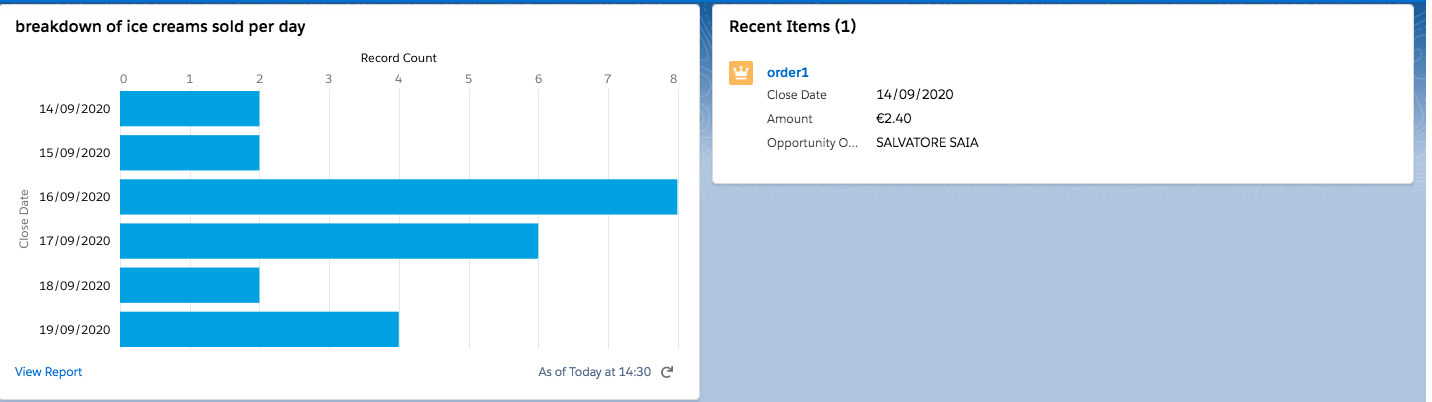 breakdown of ice creams sold per day
Record Count
0 1 2 3 4 5 6 7 8
Close Date
14/09/2020
15/09/2020
16/09/2020
17/09/2020
18/09/2020
19/09/2020
View Report
As of Today at 14:30
Recent Items (1)
order1
Close Date 14/09/2020
Amount €2.40
Opportunity O... SALVATORE SAIA